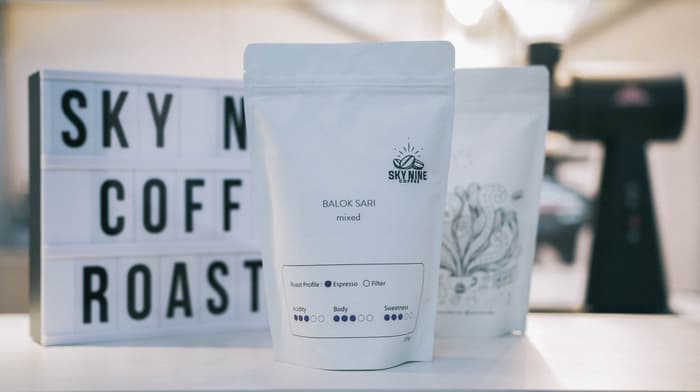 SKY N
COFF
ROAST
SKY NINE
COFFEE
BALOK SARI
mixed
Roast Profile : Espresso Filter
Acidity Body Sweetness